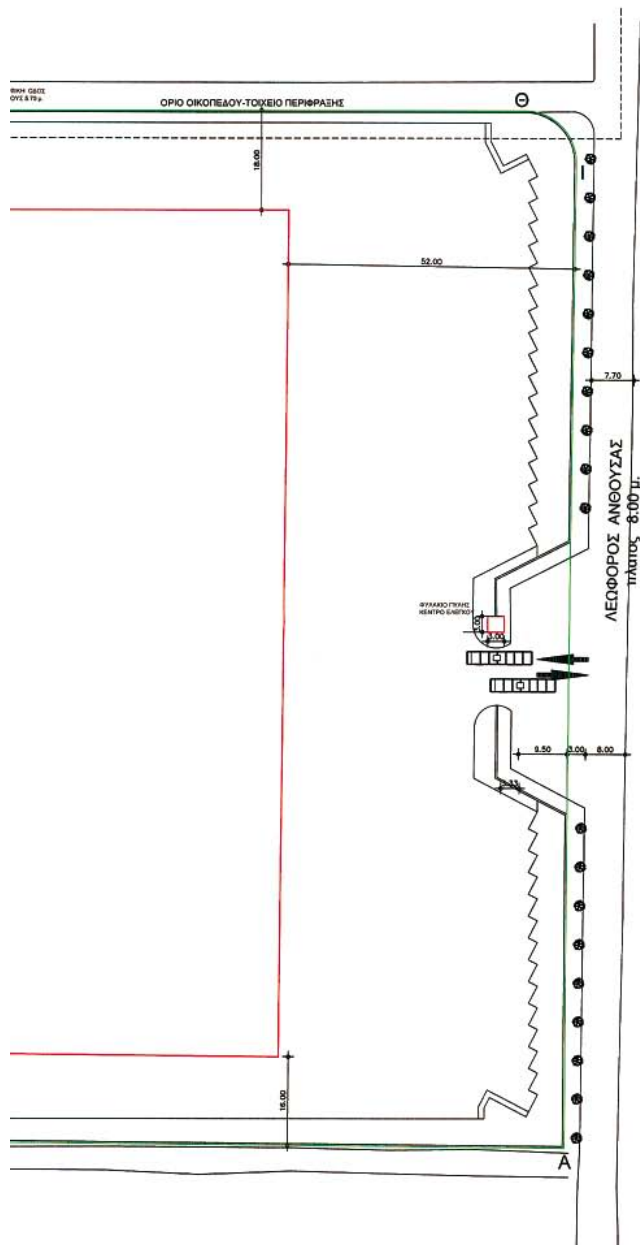 ΟΡΙΟ ΟΙΚΟΠΕΔΟΥ-ΤΟΙΧΕΙΟ ΠΕΡΙΦΡΑΞΗΣ
Θ
Ι
18.00
52.00
7.70
ΛΕΩΦΟΡΟΣ ΑΝΘΟΥΣΑΣ
πλάτος 8.00 μ.
ΦΥΛΑΚΙΟ ΠΥΛΗΣ
ΚΕΝΤΡΟ ΕΛΕΓΧΟΥ
9.50
3.00
8.00
16.00
Α